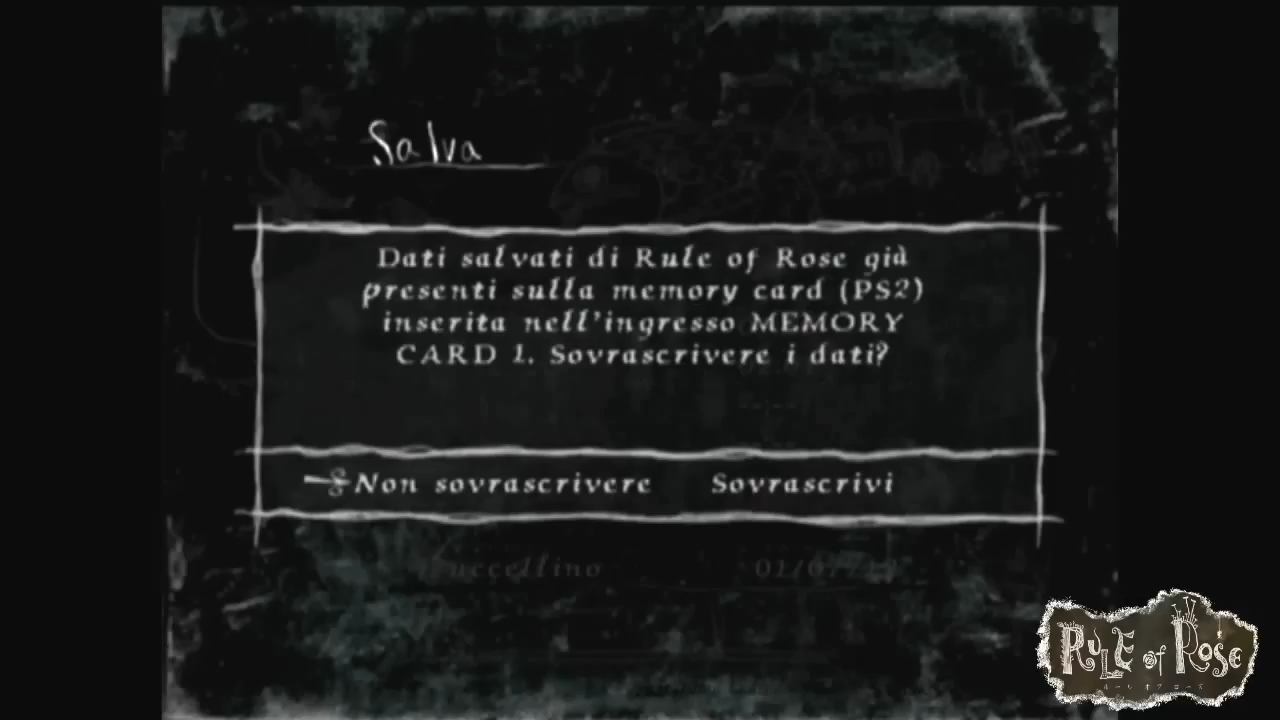 Salva
Dati salvati di Rule of Rose già
presenti sulla memory card (PS2)
inserita nell'ingresso MEMORY
CARD 1. Sovrascrivere i dati?
Non sovrascrivere Sovrascrivi
RULE of ROSE